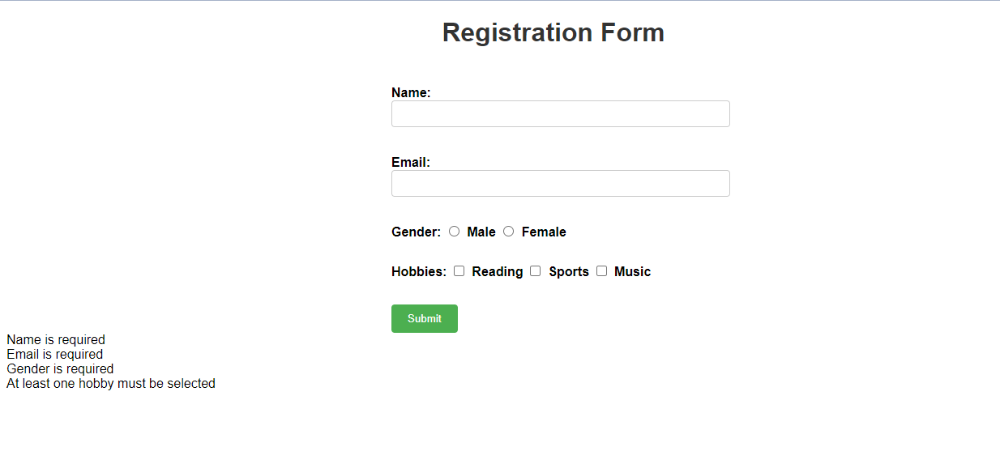 Registration Form
Name:
Email:
Gender: Male Female
Hobbies: Reading Sports Music
Submit
Name is required
Email is required
Gender is required
At least one hobby must be selected